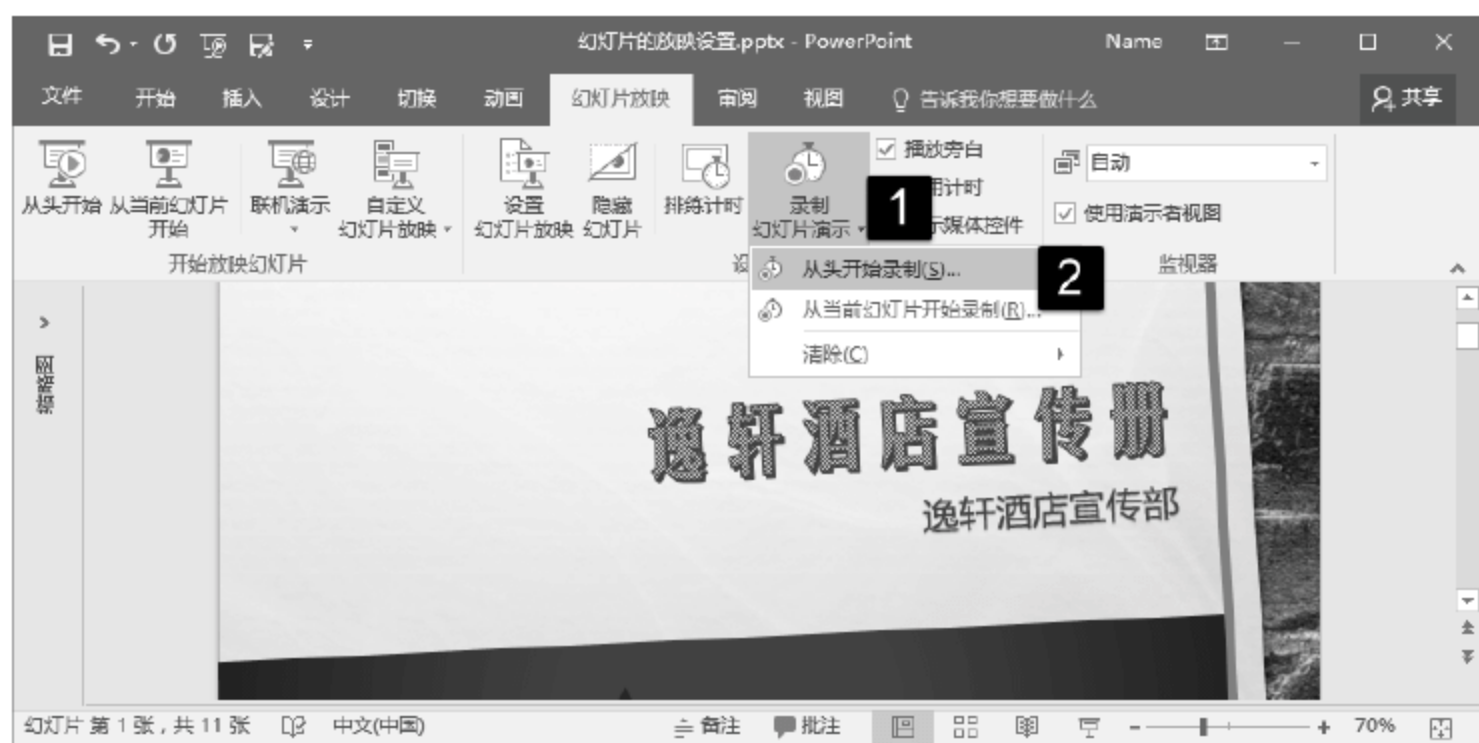 幻灯片的放映设置.pptx - PowerPoint
Name
文件 开始 插入 设计 切换 动画 幻灯片放映 审阅 视图 告诉我你想要做什么 共享
从头开始 从当前幻灯片开始 联机演示 自定义幻灯片放映 设置幻灯片放映 隐藏幻灯片 排练计时 录制幻灯片演示
播放旁白
用计时
示媒体控件
自动
使用演示者视图
开始放映幻灯片 设 监视器
1
从头开始录制(S)...
2
从当前幻灯片开始录制(R)...
清除(C)
缩略图
逸轩酒店宣传册
逸轩酒店宣传部
幻灯片 第 1 张，共 11 张 中文(中国) 备注 批注 70%